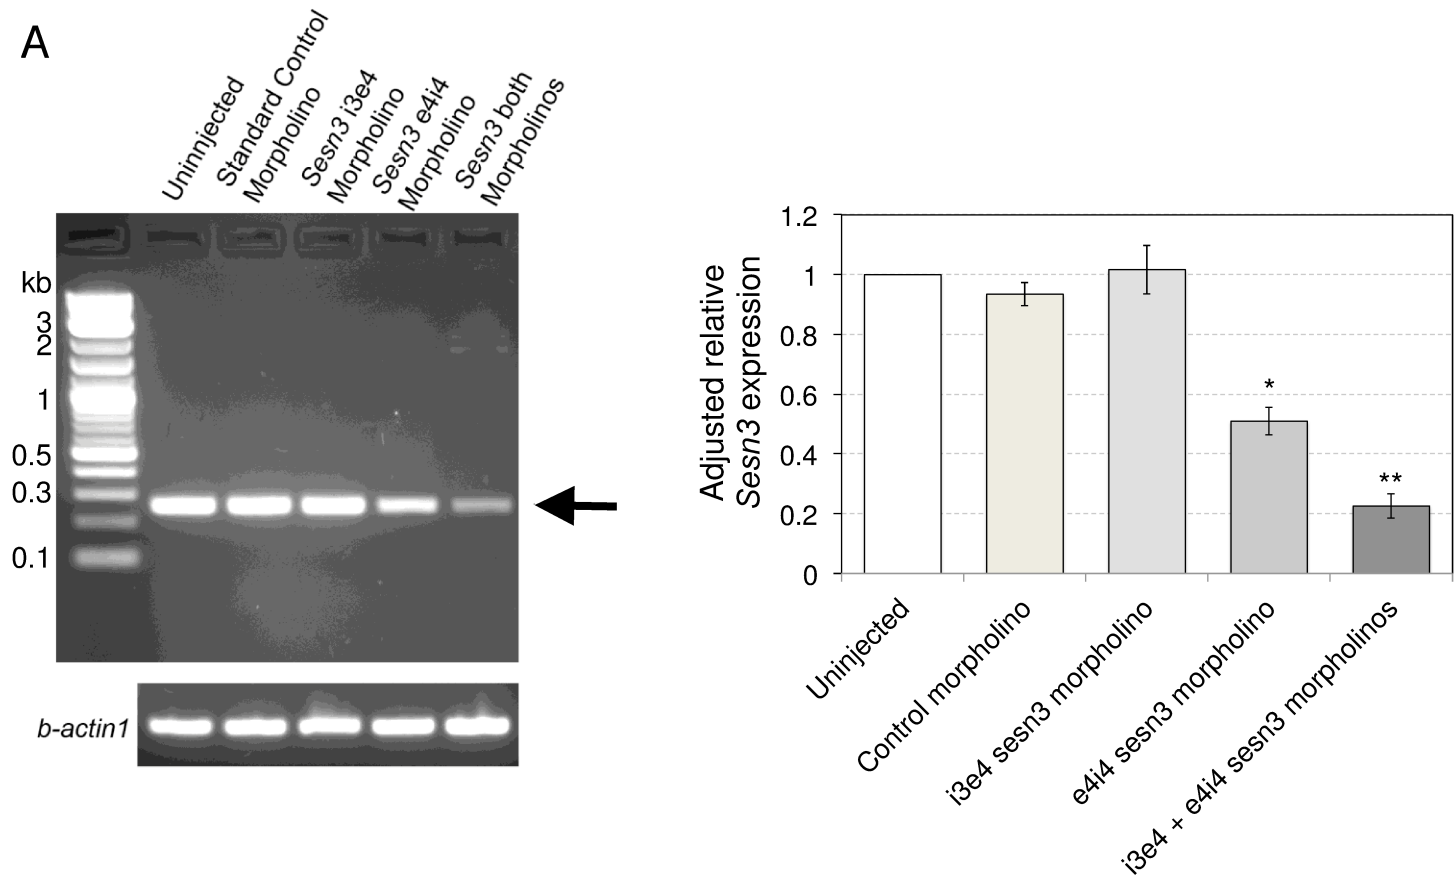 A
Uninnjected
Standard Control
Morpholino
Sesn3 i3e4
Morpholino
Sesn3 e4i4
Morpholino
Sesn3 both
Morpholinos
kb
3
2
1
0.5
0.3
0.1
b-actin1
Adjusted relative
Sesn3 expression
1.2
1
0.8
0.6
0.4
0.2
0
*
**
Uninjected
Control morpholino
i3e4 sesn3 morpholino
e4i4 sesn3 morpholino
i3e4 + e4i4 sesn3 morpholinos